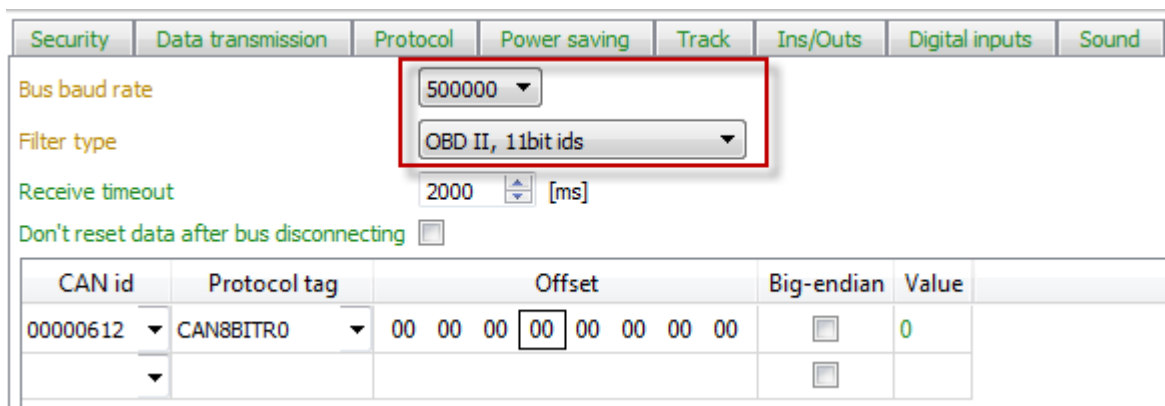 Security Data transmission Protocol Power saving Track Ins/Outs Digital inputs Sound
Bus baud rate 500000
Filter type OBD II, 11bit ids
Receive timeout 2000 [ms]
Don't reset data after bus disconnecting
CAN id Protocol tag Offset Big-endian Value
00000612 CAN8BITR0 00 00 00 00 00 00 00 00 0